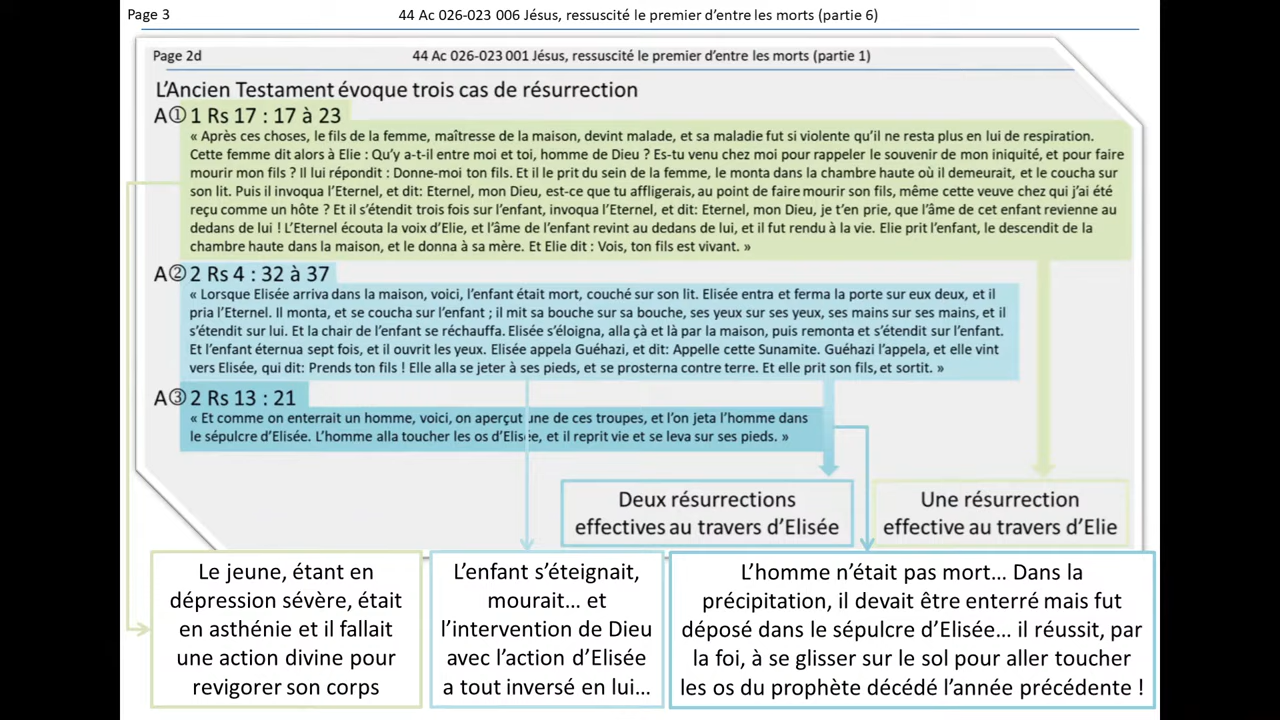 Page 3
44 Ac 026-023 006 Jésus, ressuscité le premier d'entre les morts (partie 6)
Page 2d
44 Ac 026-023 001 Jésus, ressuscité le premier d'entre les morts (partie 1)
L'Ancien Testament évoque trois cas de résurrection
A① 1 Rs 17 : 17 à 23
« Après ces choses, le fils de la femme, maîtresse de la maison, devint malade, et sa maladie fut si violente qu'il ne resta plus en lui de respiration.
Cette femme dit alors à Elie : Qu'y a-t-il entre moi et toi, homme de Dieu ? Es-tu venu chez moi pour rappeler le souvenir de mon iniquité, et pour faire
mourir mon fils ? Il lui répondit : Donne-moi ton fils. Et il le prit du sein de la femme, le monta dans la chambre haute où il demeurait, et le coucha sur
son lit. Puis il invoqua l'Eternel, et dit: Eternel, mon Dieu, est-ce que tu affligerais, au point de faire mourir son fils, même cette veuve chez qui j'ai été
reçu comme un hôte ? Et il s'étendit trois fois sur l'enfant, invoqua l'Eternel, et dit: Eternel, mon Dieu, je t'en prie, que l'âme de cet enfant revienne au
dedans de lui ! L'Eternel écouta la voix d'Elie, et l'âme de l'enfant revint au dedans de lui, et il fut rendu à la vie. Elie prit l'enfant, le descendit de la
chambre haute dans la maison, et le donna à sa mère. Et Elie dit : Vois, ton fils est vivant. »
A② 2 Rs 4 : 32 à 37
« Lorsque Elisée arriva dans la maison, voici, l'enfant était mort, couché sur son lit. Elisée entra et ferma la porte sur eux deux, et il
pria l'Eternel. Il monta, et se coucha sur l'enfant ; il mit sa bouche sur sa bouche, ses yeux sur ses yeux, ses mains sur ses mains, et il
s'étendit sur lui. Et la chair de l'enfant se réchauffa. Elisée s'éloigna, alla çà et là par la maison, puis remonta et s'étendit sur l'enfant.
Et l'enfant éternua sept fois, et il ouvrit les yeux. Elisée appela Guéhazi, et dit: Appelle cette Sunamite. Guéhazi l'appela, et elle vint
vers Elisée, qui dit: Prends ton fils ! Elle alla se jeter à ses pieds, et se prosterna contre terre. Et elle prit son fils, et sortit. »
A③ 2 Rs 13 : 21
« Et comme on enterrait un homme, voici, on aperçut une de ces troupes, et l'on jeta l'homme dans
le sépulcre d'Elisée. L'homme alla toucher les os d'Elisée, et il reprit vie et se leva sur ses pieds. »
Deux résurrections
effectives au travers d'Elisée
Une résurrection
effective au travers d'Elie
Le jeune, étant en
dépression sévère, était
en asthénie et il fallait
une action divine pour
revigorer son corps
L'enfant s'éteignait,
mourait… et
l'intervention de Dieu
avec l'action d'Elisée
a tout inversé en lui…
L'homme n'était pas mort… Dans la
précipitation, il devait être enterré mais fut
déposé dans le sépulcre d'Elisée… il réussit, par
la foi, à se glisser sur le sol pour aller toucher
les os du prophète décédé l'année précédente !